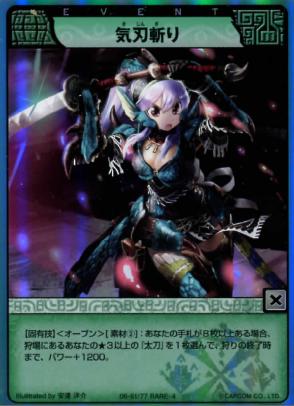 EVENT
きじんぎ
気刃斬り
[固有技]<オープン>[素材②]:あなたの手札が8枚以上ある場合、
狩場にあるあなたの★3以上の「太刀」を1枚選んで、狩りの終了時
まで、パワー+1200。
Illustrated by 安達 洋介 06-61/77 RARE-4 ©CAPCOM CO., LTD.